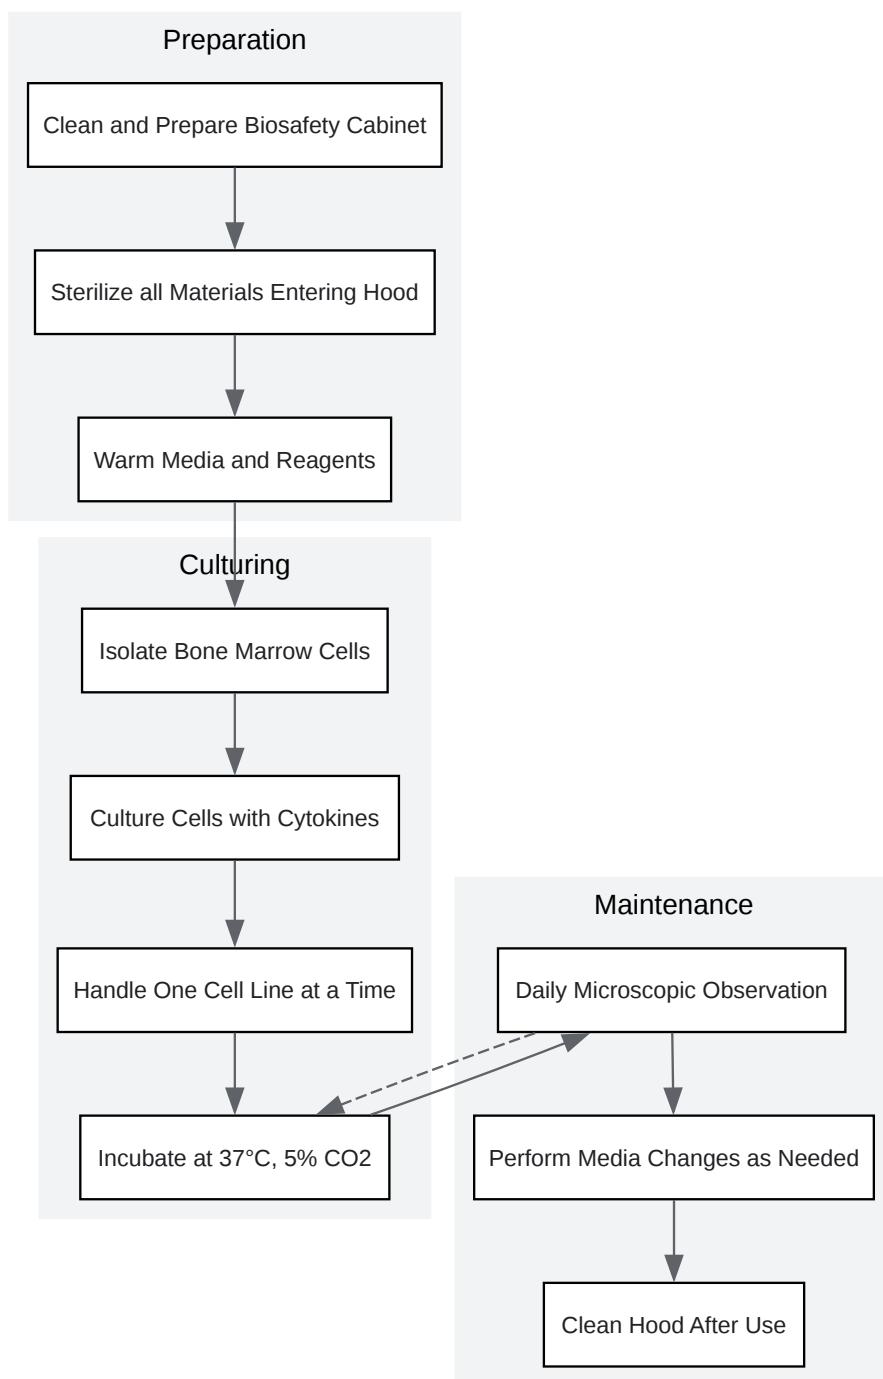 Preparation
Clean and Prepare Biosafety Cabinet
Sterilize all Materials Entering Hood
Warm Media and Reagents
Culturing
Isolate Bone Marrow Cells
Culture Cells with Cytokines
Handle One Cell Line at a Time
Incubate at 37°C, 5% CO2
Maintenance
Daily Microscopic Observation
Perform Media Changes as Needed
Clean Hood After Use